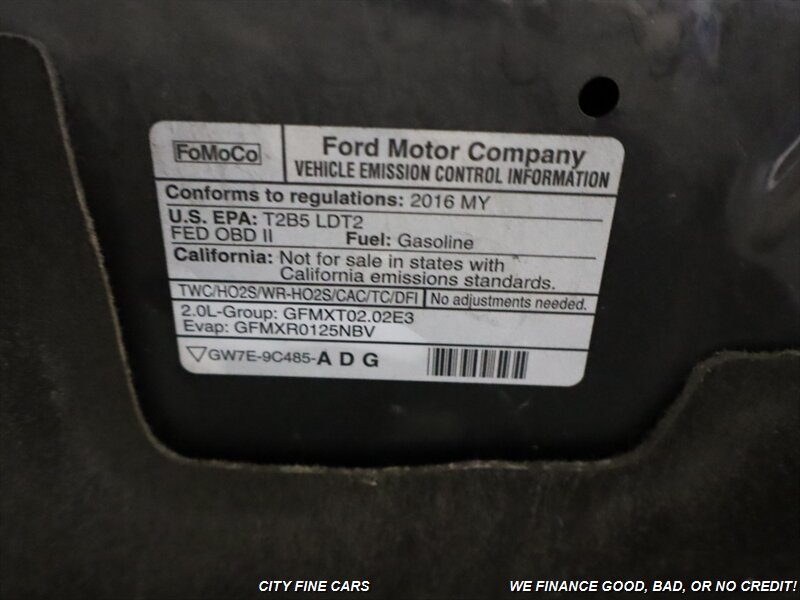 FoMoCo
Ford Motor Company
VEHICLE EMISSION CONTROL INFORMATION
Conforms to regulations: 2016 MY
U.S. EPA: T2B5 LDT2
FED OBD II Fuel: Gasoline
California: Not for sale in states with
California emissions standards.
TWC/HO2S/WR-HO2S/CAC/TC/DFI No adjustments needed.
2.0L-Group: GFMXT02.02E3
Evap: GFMXR0125NBV
GW7E-9C485-A D G
CITY FINE CARS
WE FINANCE GOOD, BAD, OR NO CREDIT!